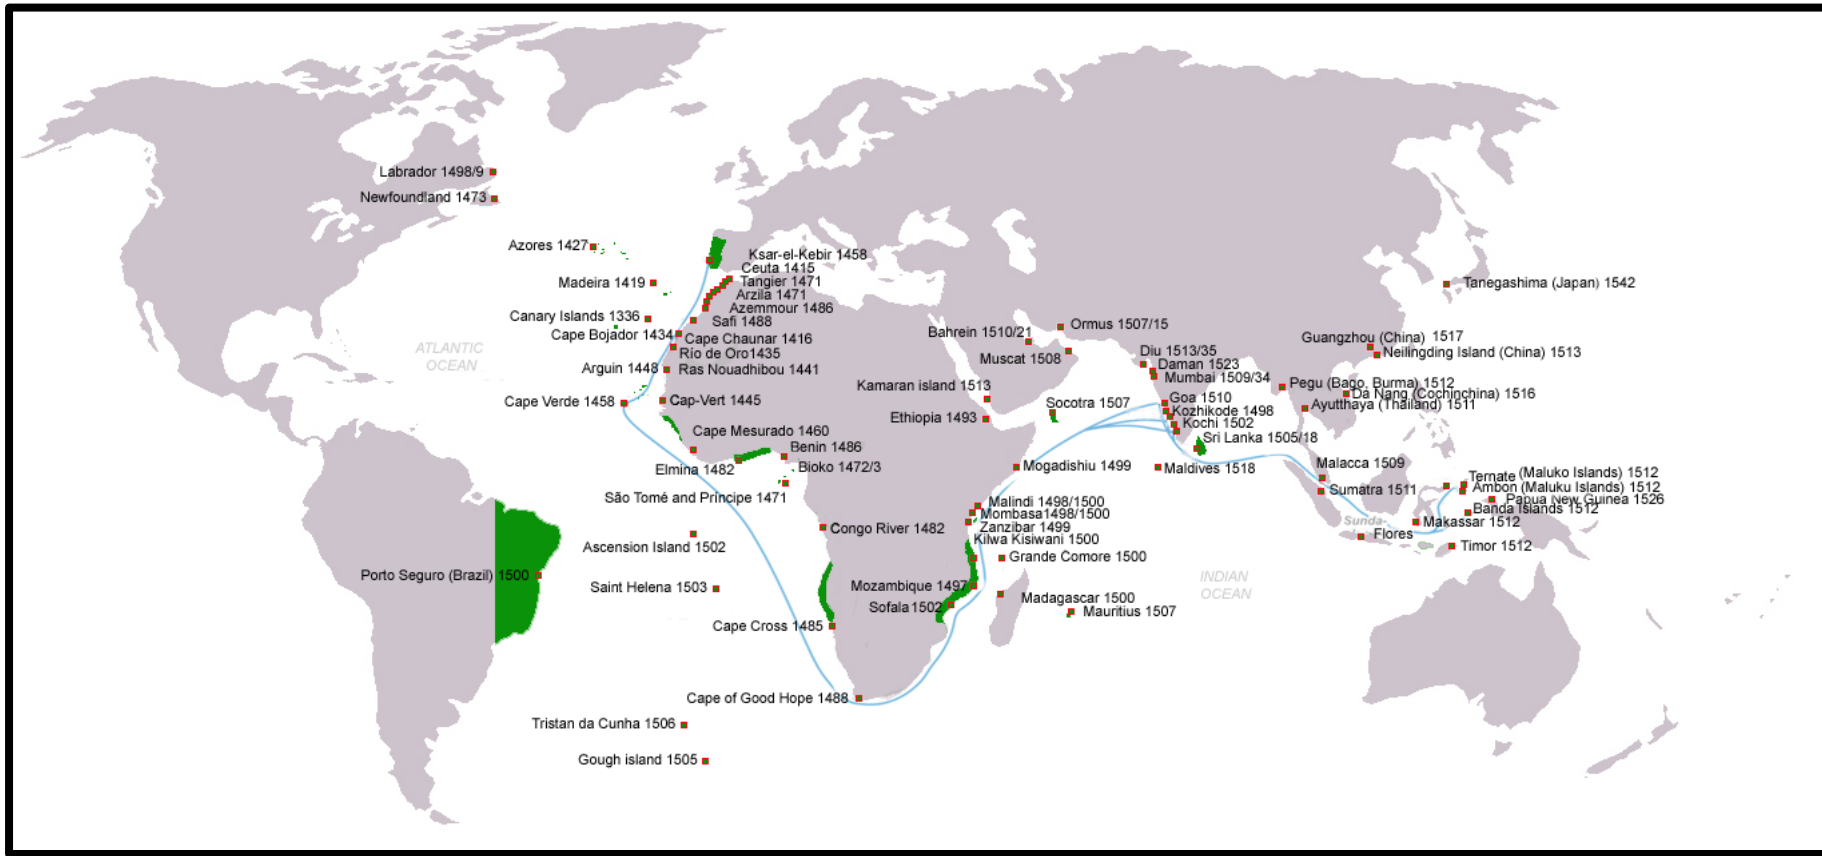 Labrador 1498/9
Newfoundland 1473
Azores 1427
Ksar-el-Kebir 1458
Ceuta 1415
Madeira 1419
Tangier 1471
Arzila 1471
Azemmour 1486
Canary Islands 1336
Safi 1488
Cape Bojador 1434
Cape Chaunar 1416
Río de Oro1435
Arguin 1448
Ras Nouadhibou 1441
Cape Verde 1458
Cap-Vert 1445
Cape Mesurado 1460
Benin 1486
Elmina 1482
Bioko 1472/3
São Tomé and Príncipe 1471
ATLANTIC
OCEAN
Congo River 1482
Ascension Island 1502
Porto Seguro (Brazil) 1500
Saint Helena 1503
Cape Cross 1485
Cape of Good Hope 1488
Tristan da Cunha 1506
Gough island 1505
Bahrein 1510/21
Ormus 1507/15
Muscat 1508
Kamaran island 1513
Ethiopia 1493
Socotra 1507
Mogadishiu 1499
Malindi 1498/1500
Mombasa1498/1500
Zanzibar 1499
Kilwa Kisiwani 1500
Grande Comore 1500
Mozambique 1497
Sofala 1502
Madagascar 1500
Mauritius 1507
INDIAN
OCEAN
Diu 1513/35
Daman 1523
Mumbai 1509/34
Goa 1510
Kozhikode 1498
Kochi 1502
Sri Lanka 1505/18
Maldives 1518
Tanegashima (Japan) 1542
Guangzhou (China) 1517
Neilingding Island (China) 1513
Pegu (Bago, Burma) 1512
Da Nang (Cochinchina) 1516
Ayutthaya (Thailand) 1511
Malacca 1509
Sumatra 1511
Ternate (Maluko Islands) 1512
Ambon (Maluku Islands) 1512
Papua New Guinea 1526
Banda Islands 1512
Makassar 1512
Sunda-
Flores
Timor 1512